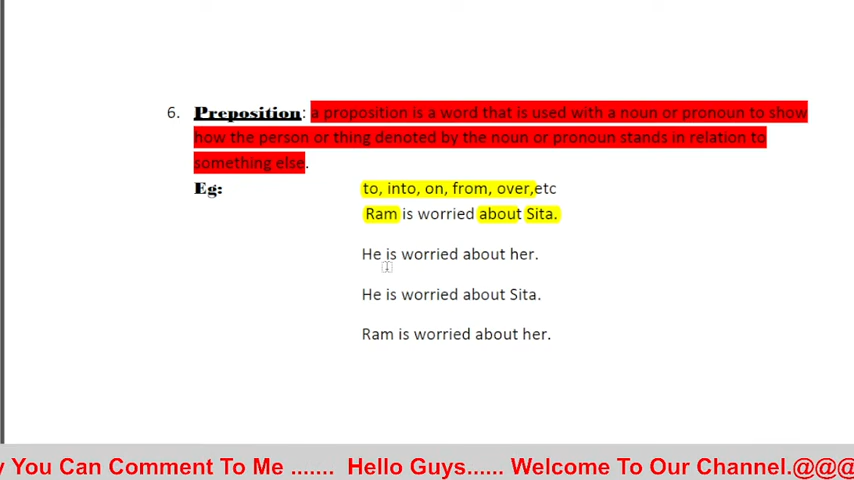 6. Preposition: a proposition is a word that is used with a noun or pronoun to show
how the person or thing denoted by the noun or pronoun stands in relation to
something else.
Eg: to, into, on, from, over,etc
Ram is worried about Sita.
He is worried about her.
He is worried about Sita.
Ram is worried about her.
y You Can Comment To Me ....... Hello Guys...... Welcome To Our Channel.@@@